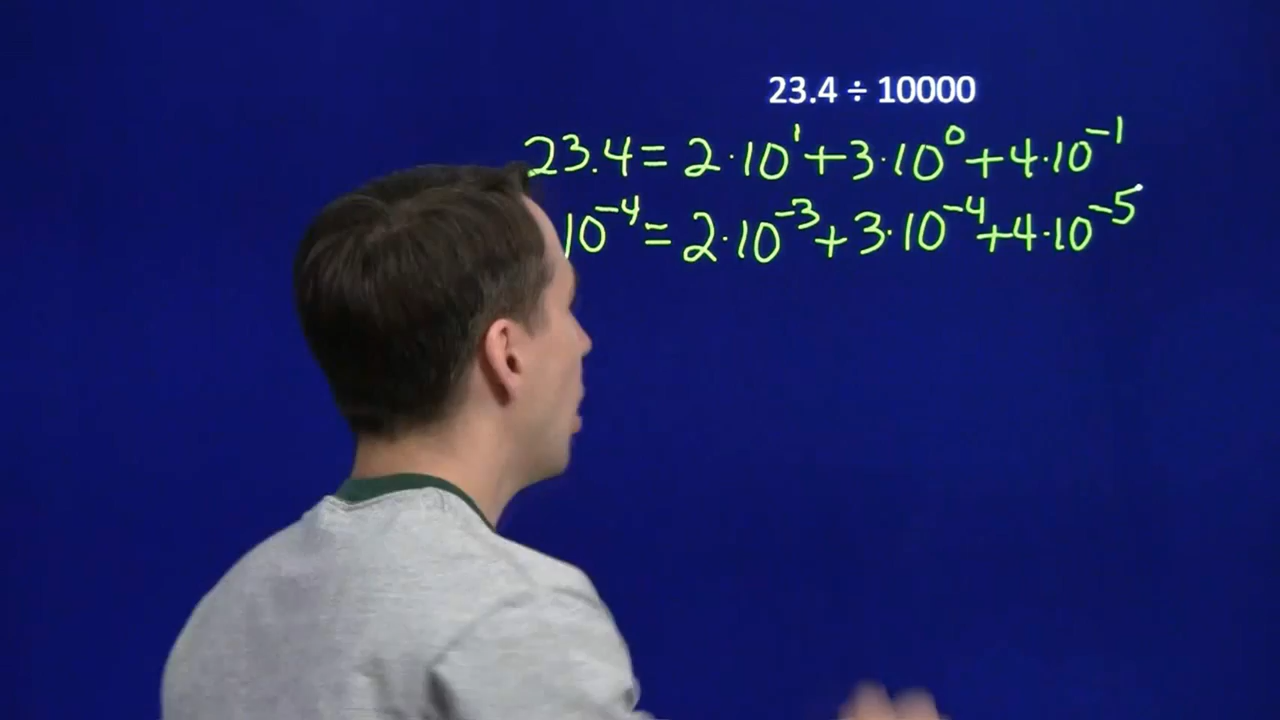 23.4 ÷ 10000
23.4 = 2·10¹ + 3·10⁰ + 4·10⁻¹
10⁻⁴ = 2·10⁻³ + 3·10⁻⁴ + 4·10⁻⁵